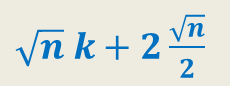 √n k + 2 √n/2